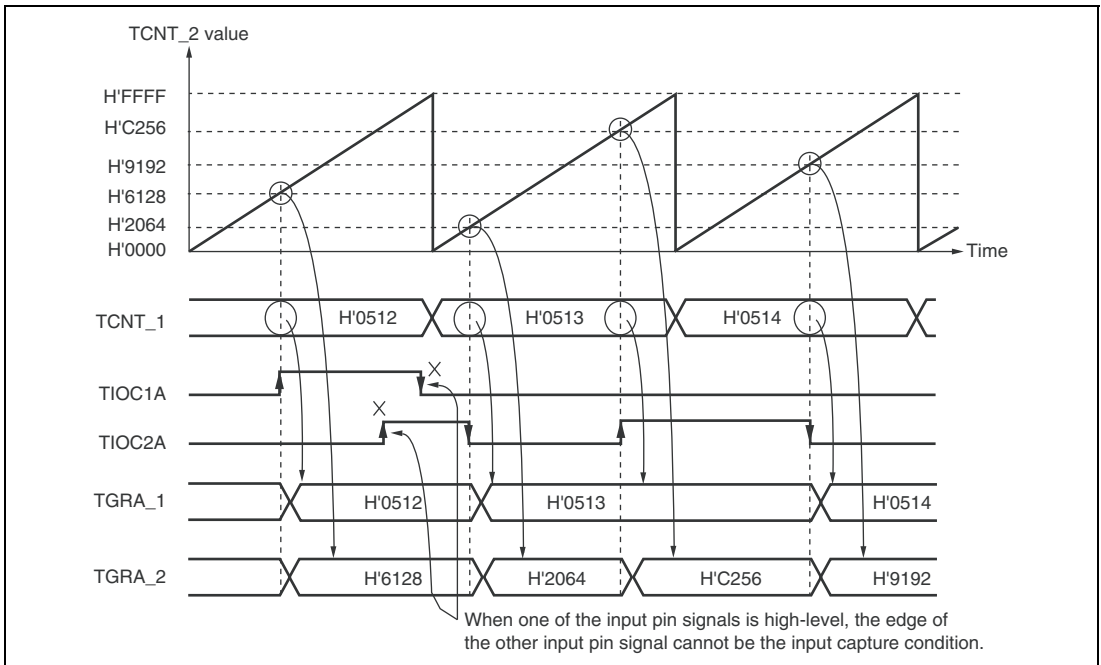 TCNT_2 value
H'FFFF
H'C256
H'9192
H'6128
H'2064
H'0000
Time
TCNT_1 H'0512 H'0513 H'0514
TIOC1A X
TIOC2A X
TGRA_1 H'0512 H'0513 H'0514
TGRA_2 H'6128 H'2064 H'C256 H'9192
When one of the input pin signals is high-level, the edge of
the other input pin signal cannot be the input capture condition.